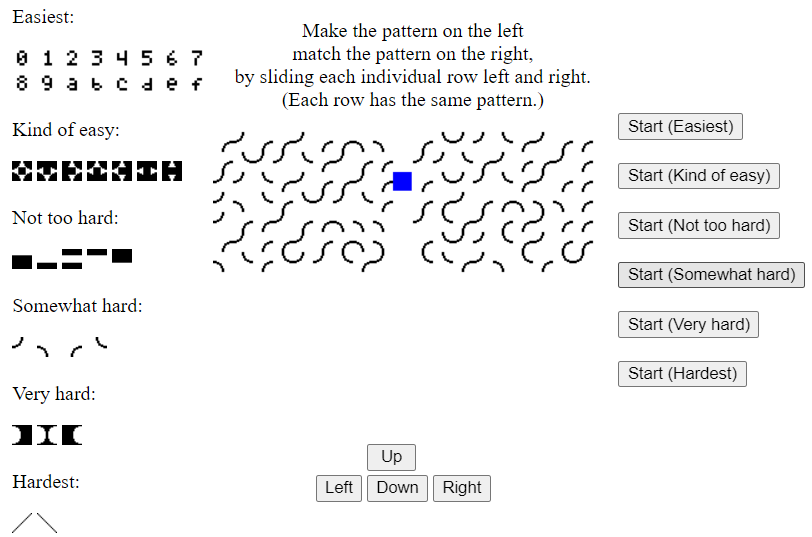 Easiest:
0 1 2 3 4 5 6 7
8 9 a b c d e f
Kind of easy:
Not too hard:
Somewhat hard:
Very hard:
Hardest:
Make the pattern on the left
match the pattern on the right,
by sliding each individual row left and right.
(Each row has the same pattern.)
Up
Left Down Right
Start (Easiest)
Start (Kind of easy)
Start (Not too hard)
Start (Somewhat hard)
Start (Very hard)
Start (Hardest)